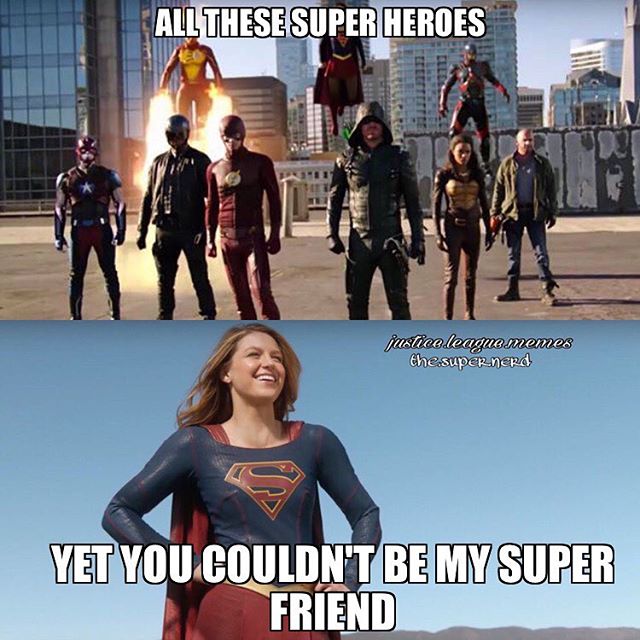 ALL THESE SUPER HEROES
justice.league.memes
the.super.nerd
YET YOU COULDN'T BE MY SUPER
FRIEND